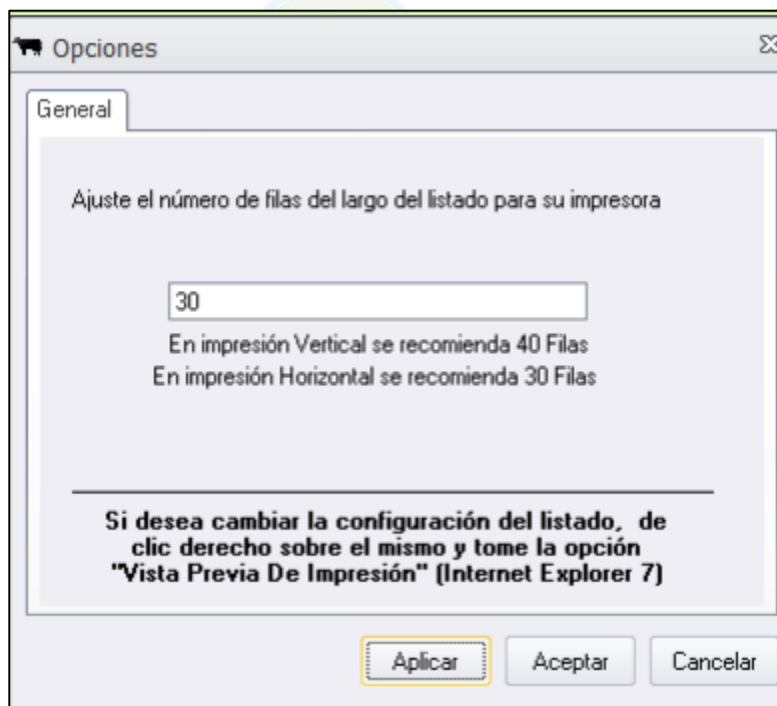 Opciones
General
Ajuste el número de filas del largo del listado para su impresora
30
En impresión Vertical se recomienda 40 Filas
En impresión Horizontal se recomienda 30 Filas
Si desea cambiar la configuración del listado, de
clic derecho sobre el mismo y tome la opción
"Vista Previa De Impresión" (Internet Explorer 7)
Aplicar Aceptar Cancelar